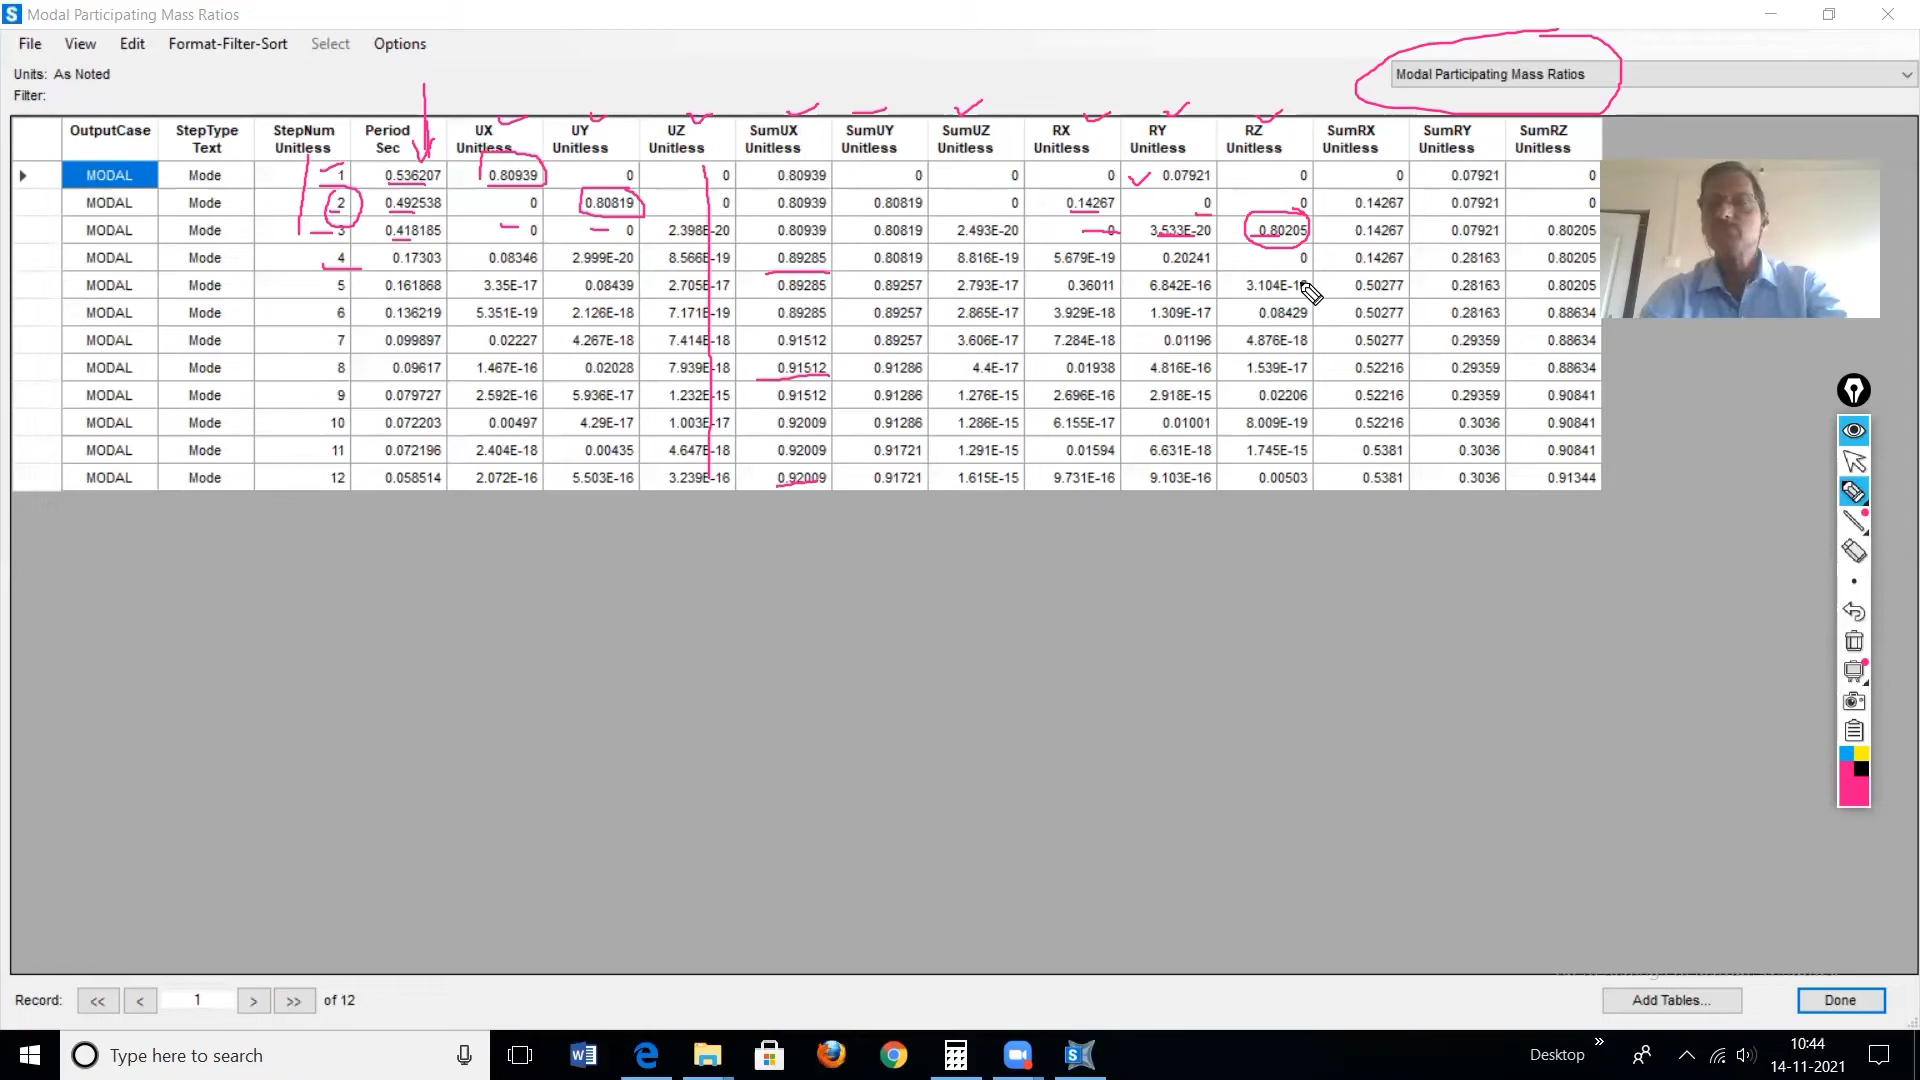 Modal Participating Mass Ratios
File View Edit Format-Filter-Sort Select Options
Units: As Noted
Modal Participating Mass Ratios
Filter:
OutputCase StepType Text StepNum Unitless Period Sec UX Unitless UY Unitless UZ Unitless SumUX Unitless SumUY Unitless SumUZ Unitless RX Unitless RY Unitless RZ Unitless SumRX Unitless SumRY Unitless SumRZ Unitless
MODAL Mode 1 0.536207 0.80939 0 0 0.80939 0 0 0 0.07921 0 0 0.07921 0
MODAL Mode 2 0.492538 0 0.80819 0 0.80939 0.80819 0 0.14267 0 0 0.14267 0.07921 0
MODAL Mode 3 0.418185 0 0 2.398E-20 0.80939 0.80819 2.493E-20 0 3.533E-20 0.80205 0.14267 0.07921 0.80205
MODAL Mode 4 0.17303 0.08346 2.999E-20 8.566E-19 0.89285 0.80819 8.816E-19 5.679E-19 0.20241 0 0.14267 0.28163 0.80205
MODAL Mode 5 0.161868 3.35E-17 0.08439 2.705E-17 0.89285 0.89257 2.793E-17 0.36011 6.842E-16 0.50277 0.28163 0.80205
MODAL Mode 6 0.136219 5.351E-19 2.126E-18 7.171E-19 0.89285 0.89257 2.865E-17 3.929E-18 1.309E-17 0.08429 0.50277 0.28163 0.88634
MODAL Mode 7 0.099897 0.02227 4.267E-18 7.414E-18 0.91512 0.89257 3.606E-17 7.284E-18 0.01196 4.876E-18 0.50277 0.29359 0.88634
MODAL Mode 8 0.09617 1.467E-16 0.02028 7.939E-18 0.91512 0.91286 4.4E-17 0.01938 4.816E-16 1.539E-17 0.52216 0.29359 0.88634
MODAL Mode 9 0.079727 2.592E-16 5.936E-17 1.232E-15 0.91512 0.91286 1.276E-15 2.696E-16 2.918E-15 0.02206 0.52216 0.29359 0.90841
MODAL Mode 10 0.072203 0.00497 4.29E-17 1.003E-17 0.92009 0.91286 1.286E-15 6.155E-17 0.01001 8.009E-19 0.52216 0.3036 0.90841
MODAL Mode 11 0.072196 2.404E-18 0.00435 4.647E-18 0.92009 0.91721 1.291E-15 0.01594 6.631E-18 1.745E-15 0.5381 0.3036 0.90841
MODAL Mode 12 0.058514 2.072E-16 5.503E-16 3.239E-16 0.92009 0.91721 1.615E-15 9.731E-16 9.103E-16 0.00503 0.5381 0.3036 0.91344
Record: << < 1 > >> of 12 Add Tables... Done
Type here to search Desktop 10:44
14-11-2021